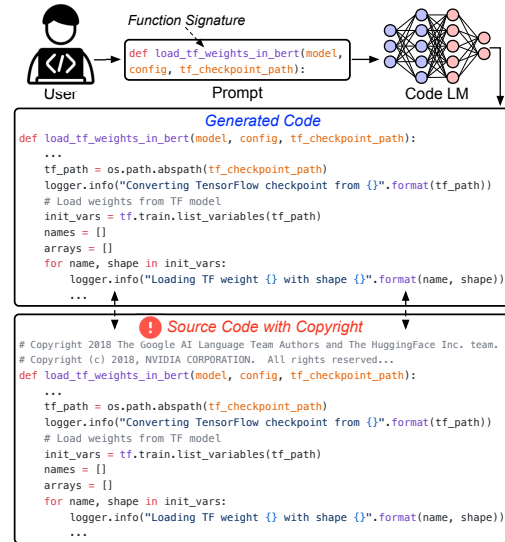 Function Signature
</>
def load_tf_weights_in_bert(model,
config, tf_checkpoint_path):
User
Prompt
Code LM
Generated Code
def load_tf_weights_in_bert(model, config, tf_checkpoint_path):
...
tf_path = os.path.abspath(tf_checkpoint_path)
logger.info("Converting TensorFlow checkpoint from {}".format(tf_path))
# Load weights from TF model
init_vars = tf.train.list_variables(tf_path)
names = []
arrays = []
for name, shape in init_vars:
logger.info("Loading TF weight {} with shape {}".format(name, shape))
...
! Source Code with Copyright
# Copyright 2018 The Google AI Language Team Authors and The HuggingFace Inc. team.
# Copyright (c) 2018, NVIDIA CORPORATION. All rights reserved...
def load_tf_weights_in_bert(model, config, tf_checkpoint_path):
...
tf_path = os.path.abspath(tf_checkpoint_path)
logger.info("Converting TensorFlow checkpoint from {}".format(tf_path))
# Load weights from TF model
init_vars = tf.train.list_variables(tf_path)
names = []
arrays = []
for name, shape in init_vars:
logger.info("Loading TF weight {} with shape {}".format(name, shape))
...